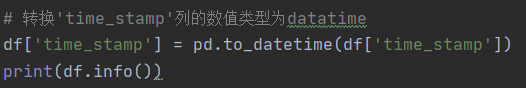 # 转换'time_stamp'列的数值类型为datatime
df['time_stamp'] = pd.to_datetime(df['time_stamp'])
print(df.info())